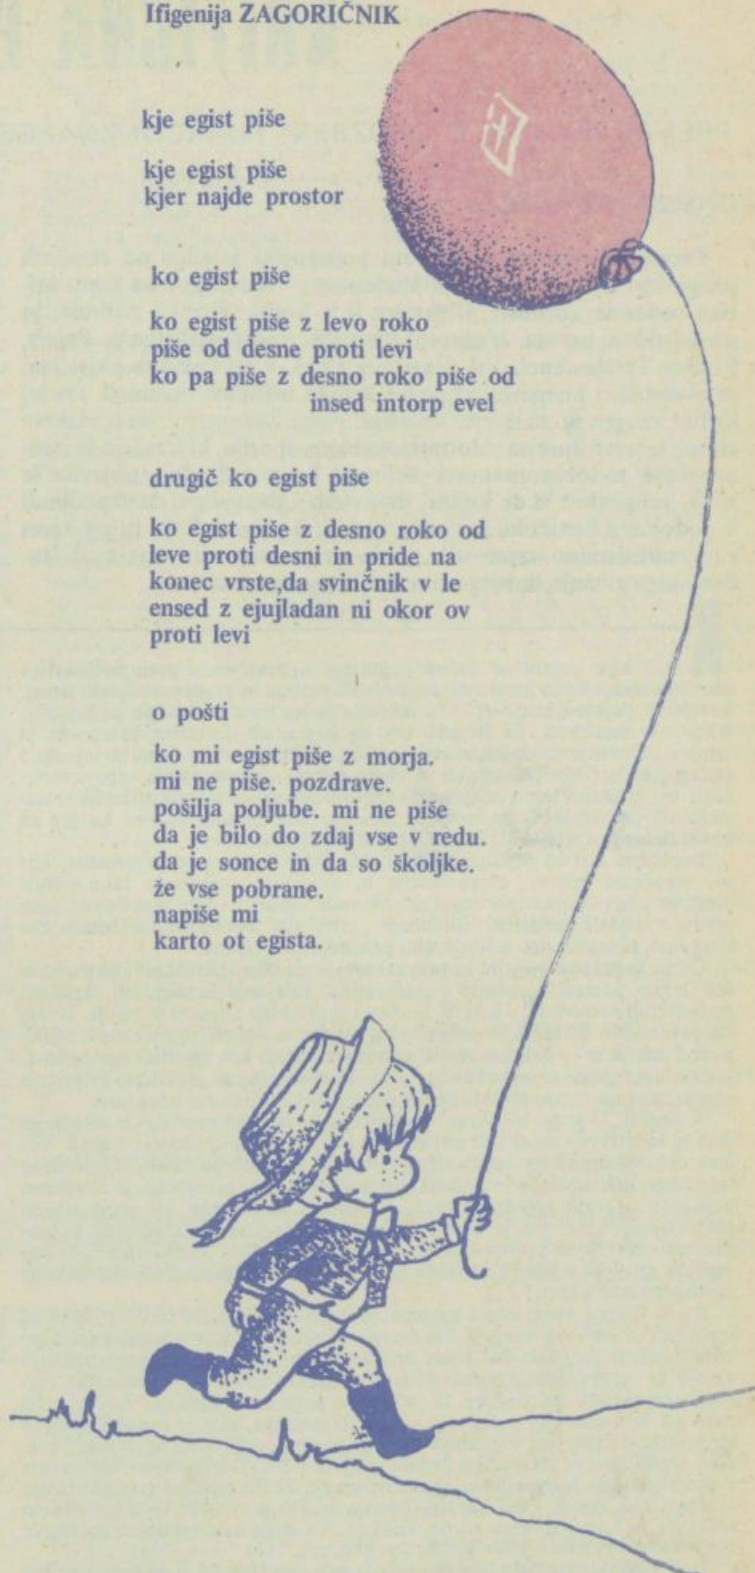 Ifigenija ZAGORIČNIK
kje egist piše
kje egist piše
kjer najde prostor
ko egist piše
ko egist piše z levo roko
piše od desne proti levi
ko pa piše z desno roko piše od
insed intorp evel
drugič ko egist piše
ko egist piše z desno roko od
leve proti desni in pride na
konec vrste,da svinčnik v le
ensed z ejujladan ni okor ov
proti levi
o pošti
ko mi egist piše z morja.
mi ne piše. pozdrave.
pošilja poljube. mi ne piše
da je bilo do zdaj vse v redu.
da je sonce in da so školjke.
že vse pobrane.
napiše mi
karto ot egista.